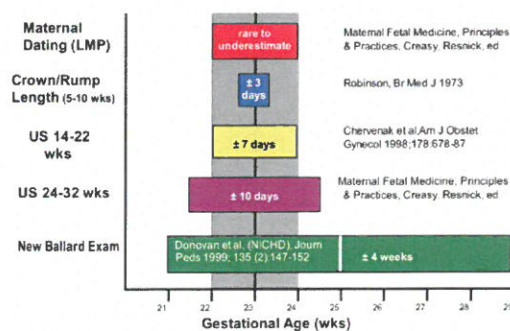 Maternal
Dating (LMP)
rare to
underestimate
Maternal Fetal Medicine, Principles
& Practices, Creasy, Resnick, ed
Crown/Rump
Length (5-10 wks)
± 3
days
Robinson, Br Med J 1973
US 14-22
wks
± 7 days
Chervenak et al, Am J Obstet
Gynecol 1998;178:678-87
US 24-32 wks
± 10 days
Maternal Fetal Medicine, Principles
& Practices, Creasy, Resnick, ed
New Ballard Exam
Donovan et al, (NICHD), Journ
Peds 1999; 135 (2):147-152
± 4 weeks
21 22 23 24 25 26 27 28 29
Gestational Age (wks)